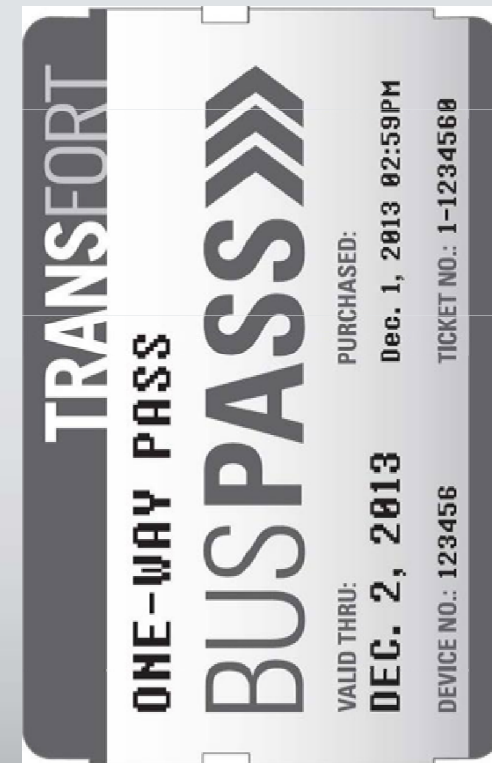 TRANSFORT
ONE-WAY PASS
BUSPASS
VALID THRU: PURCHASED:
DEC. 2, 2013 Dec. 1, 2013 02:59PM
DEVICE NO.: 123456 TICKET NO.: 1-1234560